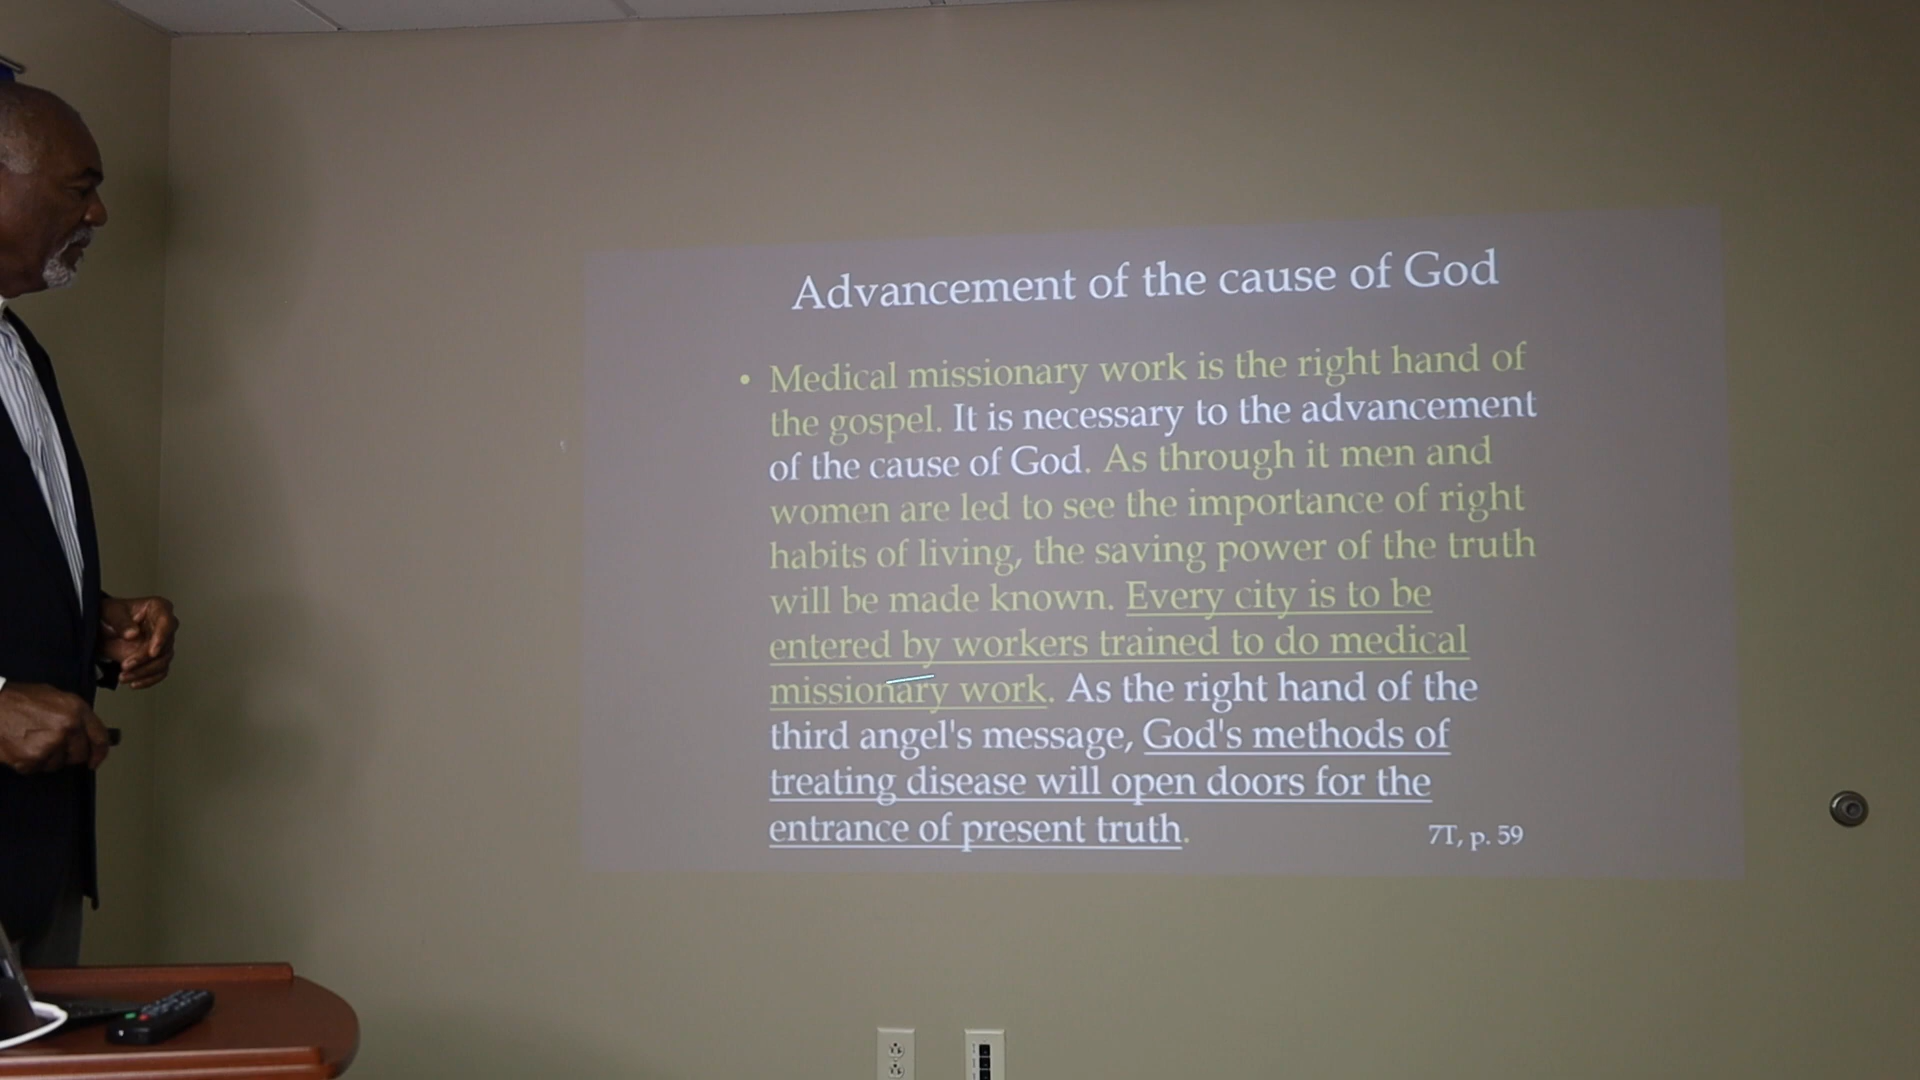 Advancement of the cause of God
• Medical missionary work is the right hand of
the gospel. It is necessary to the advancement
of the cause of God. As through it men and
women are led to see the importance of right
habits of living, the saving power of the truth
will be made known. Every city is to be
entered by workers trained to do medical
missionary work. As the right hand of the
third angel's message, God's methods of
treating disease will open doors for the
entrance of present truth.
7T, p. 59